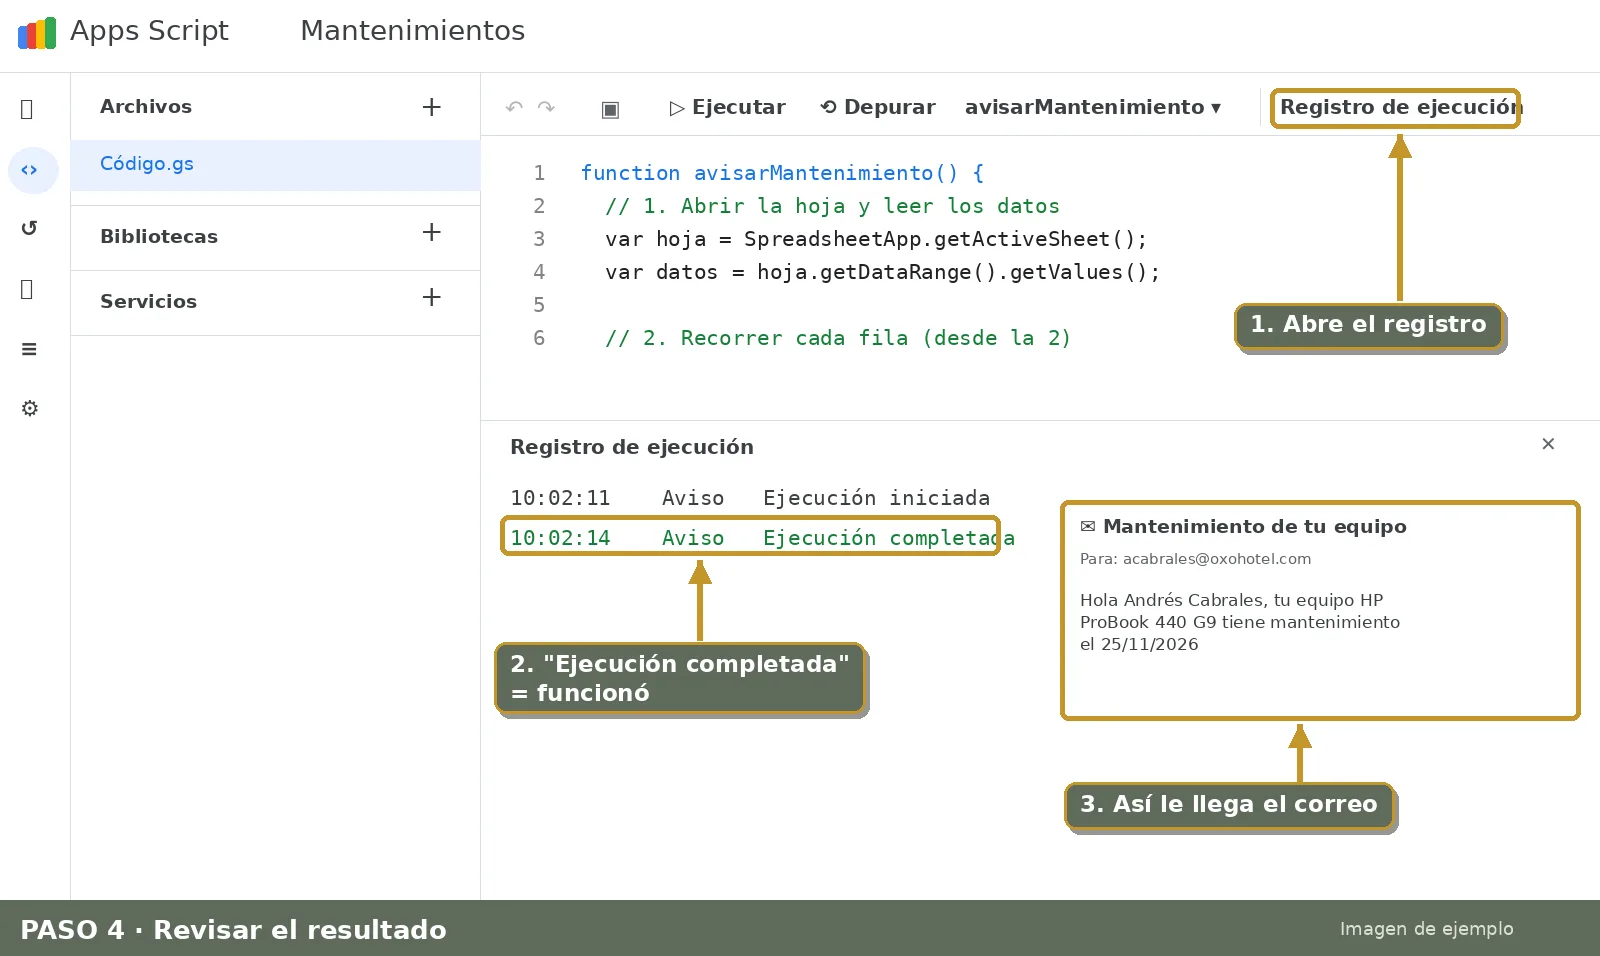 Apps Script
Mantenimientos
Archivos +
Código.gs
Bibliotecas +
Servicios +
▷ Ejecutar
Depurar
avisarMantenimiento ▾
Registro de ejecución
1 function avisarMantenimiento() {
2 // 1. Abrir la hoja y leer los datos
3 var hoja = SpreadsheetApp.getActiveSheet();
4 var datos = hoja.getDataRange().getValues();
5
6 // 2. Recorrer cada fila (desde la 2)
1. Abre el registro
Registro de ejecución
10:02:11 Aviso Ejecución iniciada
10:02:14 Aviso Ejecución completada
2. "Ejecución completada"
= funcionó
✉ Mantenimiento de tu equipo
Para: acabrales@oxohotel.com
Hola Andrés Cabrales, tu equipo HP
ProBook 440 G9 tiene mantenimiento
el 25/11/2026
3. Así le llega el correo
PASO 4 · Revisar el resultado
Imagen de ejemplo